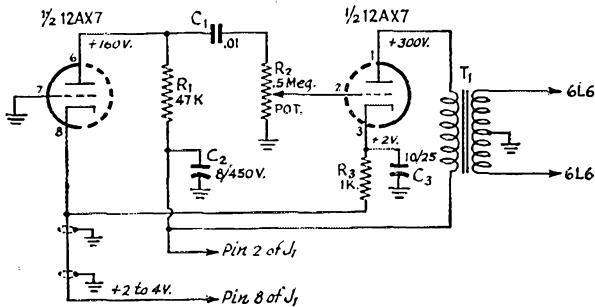 ½ 12AX7
C1
.01
½ 12AX7
+160V.
+300V.
6
7
8
R1
47K
R2
.5 Meg.
POT.
1
2
3
T1
6L6
6L6
+2V.
C2
8/450V.
R3
1K
10/25
C3
Pin 2 of J1
+2 to 4V.
Pin 8 of J1